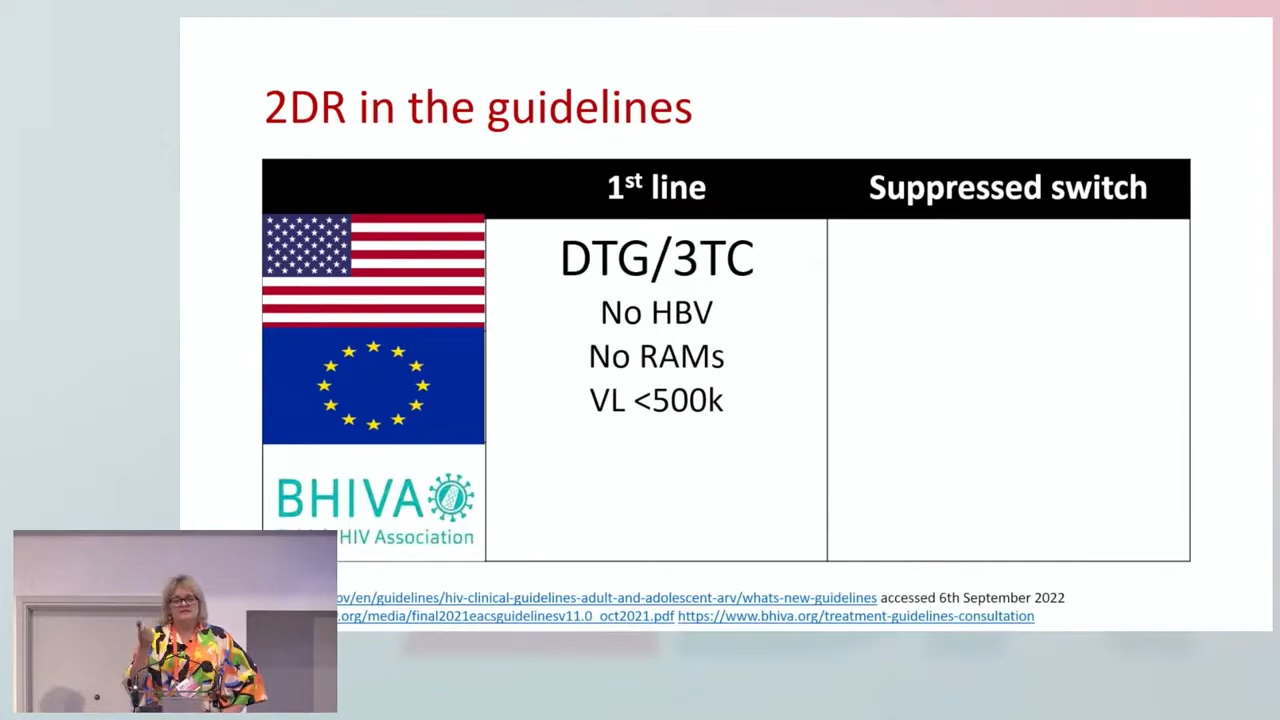 2DR in the guidelines
1st line
Suppressed switch
DTG/3TC
No HBV
No RAMs
VL <500k
BHIVA
HIV Association
ov/en/guidelines/hiv-clinical-guidelines-adult-and-adolescent-arv/whats-new-guidelines accessed 6th September 2022
.org/media/final2021eacsguidelinesv11.0_oct2021.pdf https://www.bhiva.org/treatment-guidelines-consultation